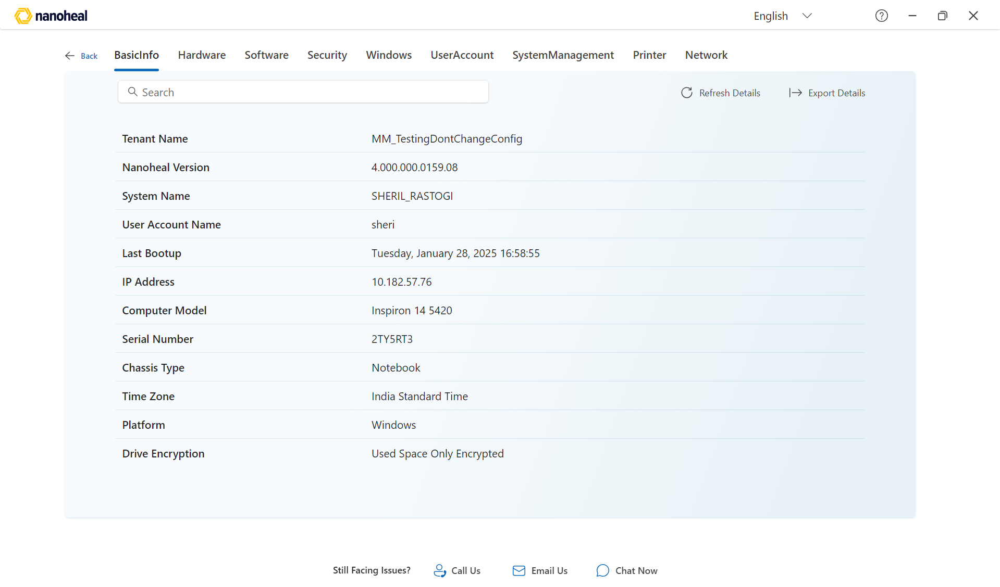 nanoheal
English
Back BasicInfo Hardware Software Security Windows UserAccount SystemManagement Printer Network
Search
Refresh Details Export Details
Tenant Name MM_TestingDontChangeConfig
Nanoheal Version 4.000.000.0159.08
System Name SHERIL_RASTOGI
User Account Name sheri
Last Bootup Tuesday, January 28, 2025 16:58:55
IP Address 10.182.57.76
Computer Model Inspiron 14 5420
Serial Number 2TY5RT3
Chassis Type Notebook
Time Zone India Standard Time
Platform Windows
Drive Encryption Used Space Only Encrypted
Still Facing Issues? Call Us Email Us Chat Now